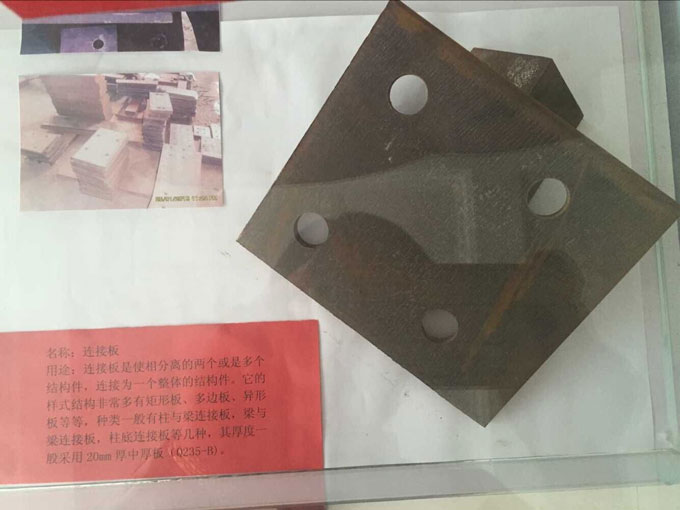 名称：连接板
用途：连接板是使相分离的两个或是多个
结构件，连接为一个整体的结构件。它的
样式结构非常多有矩形板、多边板、异形
板等等，种类一般有柱与梁连接板，梁与
梁连接板，柱底连接板等几种，其厚度一
般采用 20mm 厚中厚板（Q235-B）。